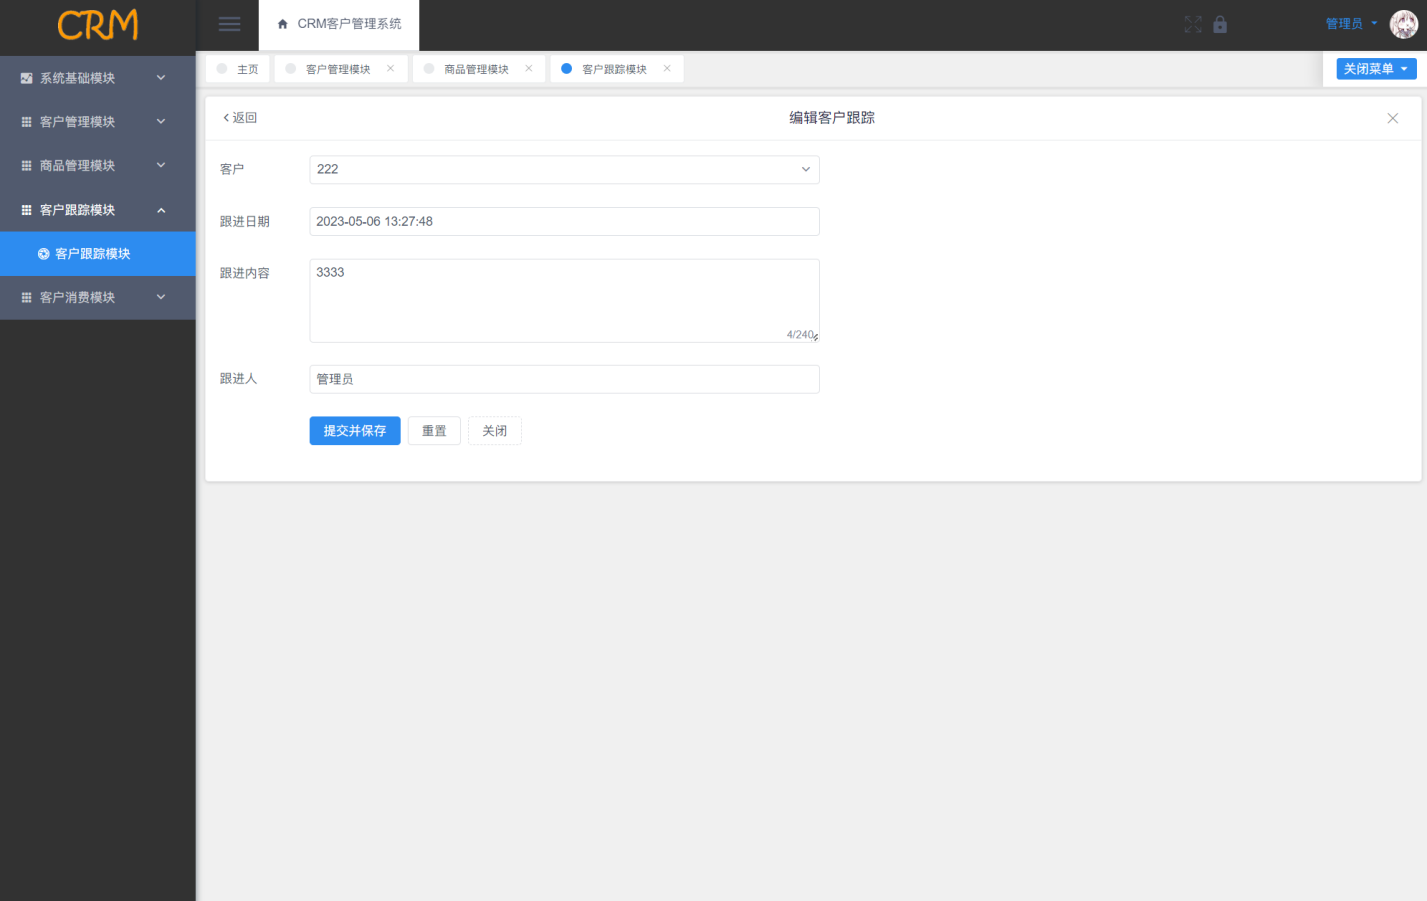 CRM
CRM客户管理系统
管理员
系统基础模块
客户管理模块
商品管理模块
客户跟踪模块
客户跟踪模块
客户消费模块
主页
客户管理模块
商品管理模块
客户跟踪模块
关闭菜单
返回
编辑客户跟踪
客户
222
跟进日期
2023-05-06 13:27:48
跟进内容
3333
4/240
跟进人
管理员
提交并保存
重置
关闭